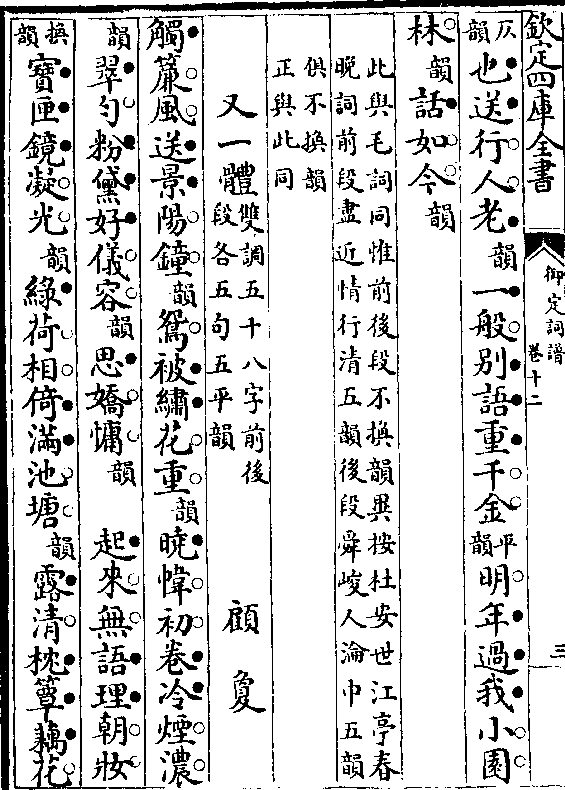 欽定四庫全書
御定詞譜
卷十二
三
仄韻也送行人老韻一般别語重千金平韻明年過我小園
林韻話如今韻
此與毛詞同惟前後段不換韻異按杜安世江亭春
晚詞前段盡近情行清五韻後段舜峻人淪巾五韻
俱不換韻
正與此同
又一體 雙調五十八字前後段各五句五平韻 顧夐
觸簾風送景陽鐘韻鴛被繡花重韻曉幃初卷冷煙濃
韻翠勻粉黛好儀容韻思嬌慵韻 起來無語理朝妝
換韻寶匣鏡凝光韻綠荷相倚滿池塘韻露清枕簟藕花